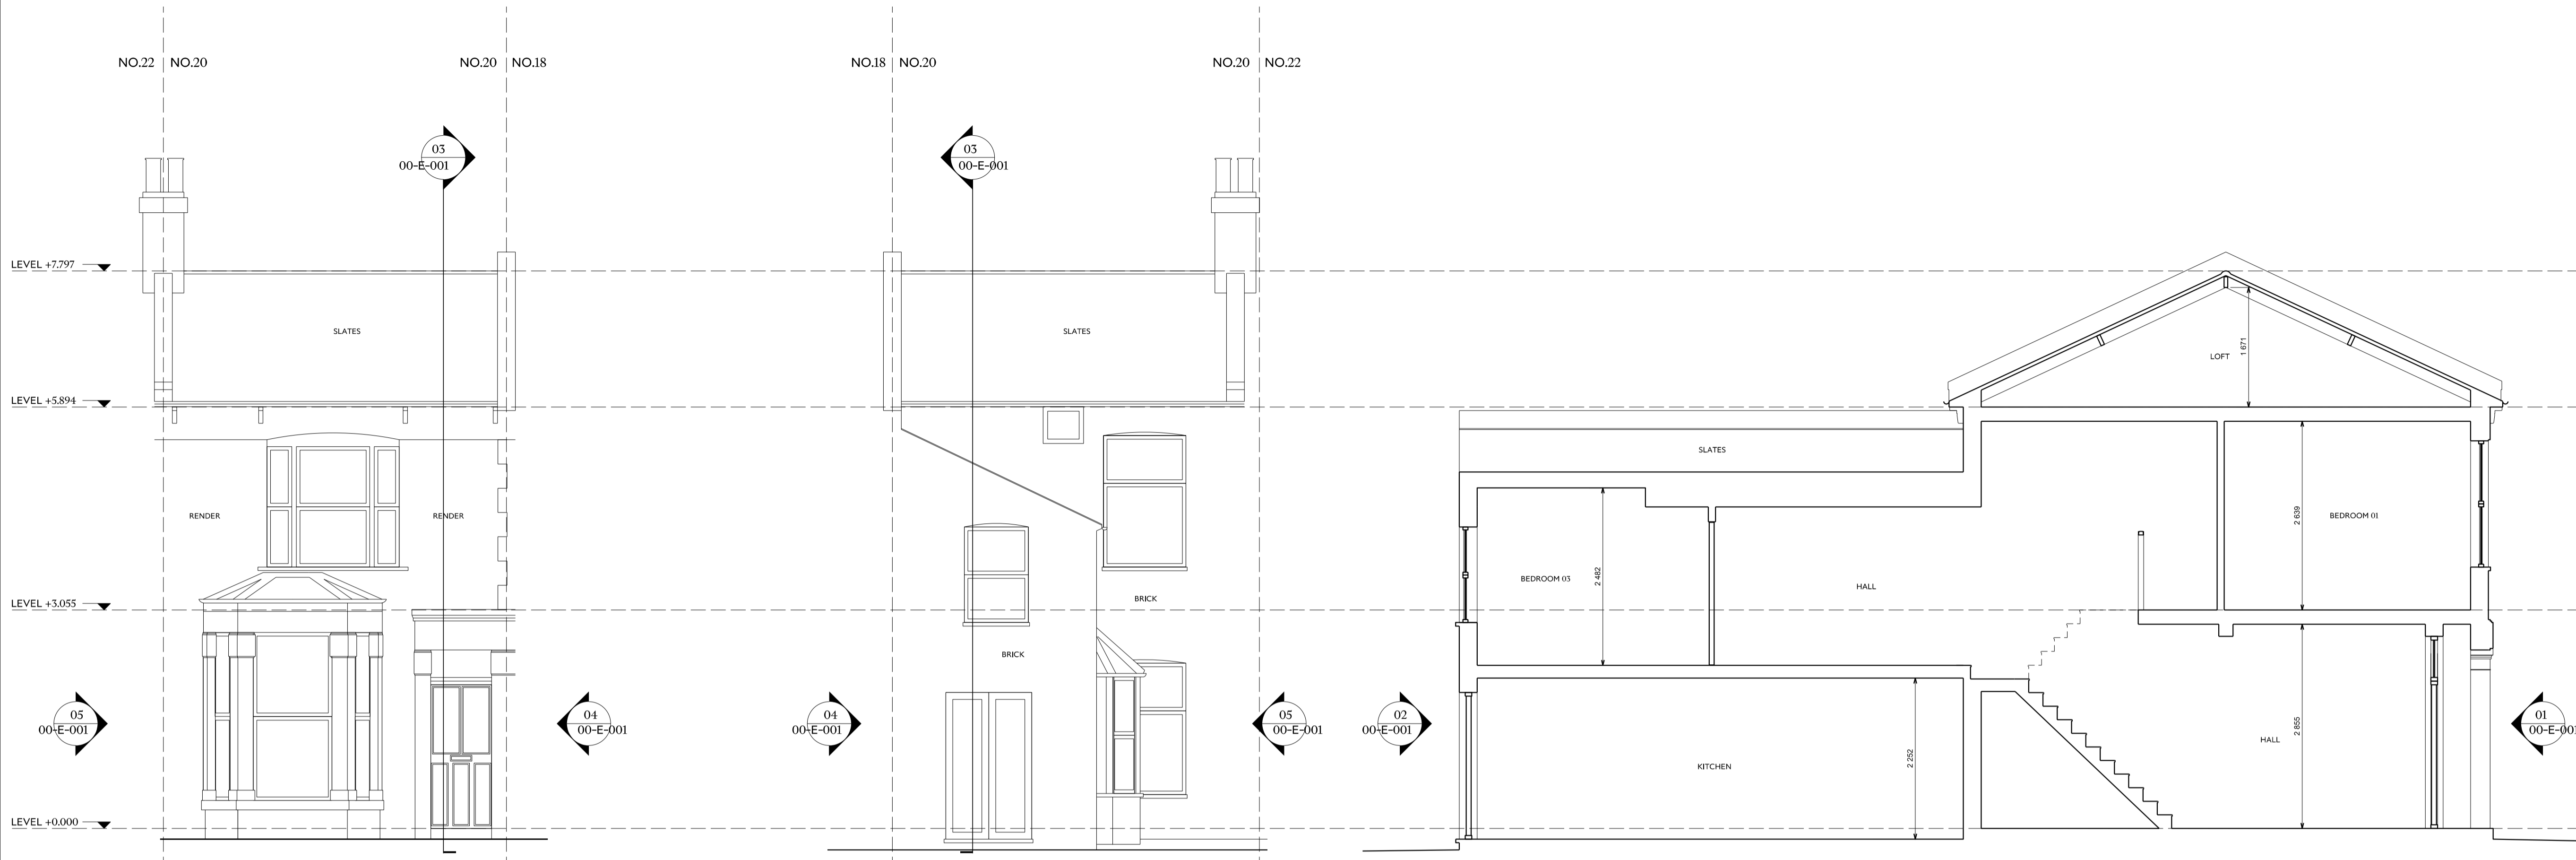 NO.22 NO.20
NO.20 NO.18
NO.18 NO.20
NO.20 NO.22
03
00-E-001
03
00-E-001
LEVEL +7.797
SLATES
SLATES
LOFT
1 671
LEVEL +5.894
SLATES
RENDER
RENDER
2 639
BEDROOM 01
BEDROOM 03
2 482
HALL
BRICK
LEVEL +3.055
BRICK
05
00-E-001
04
00-E-001
04
00-E-001
05
00-E-001
02
00-E-001
01
00-E-001
2 855
HALL
2 252
KITCHEN
LEVEL +0.000